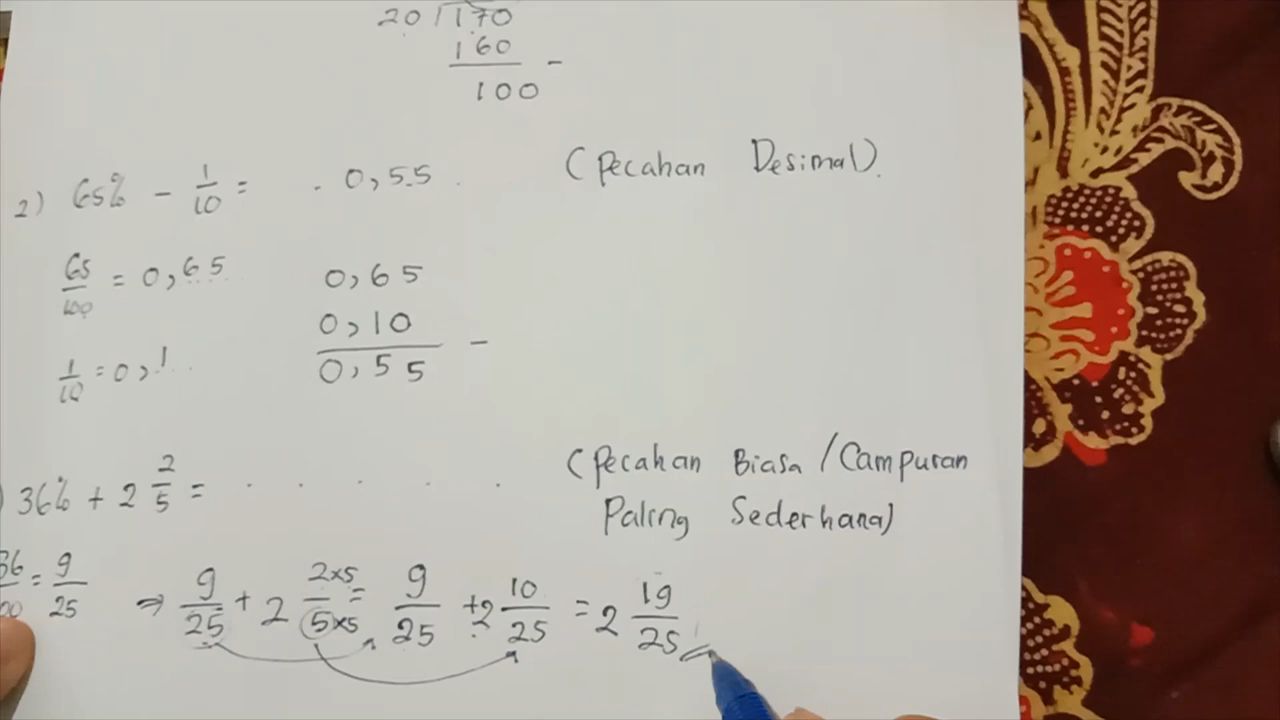 20 / 170
160
100 -
2) 65% - 1/10 = . 0,55 . (Pecahan Desimal).
65/100 = 0,65 0,65
0,10
1/10 = 0,1 0,55 -
(Pecahan Biasa / Campuran
) 36% + 2 2/5 = . . . . . Paling Sederhana)
36/100 = 9/25 ⇒ 9/25 + 2 2×5/5×5 = 9/25 + 2 10/25 = 2 19/25